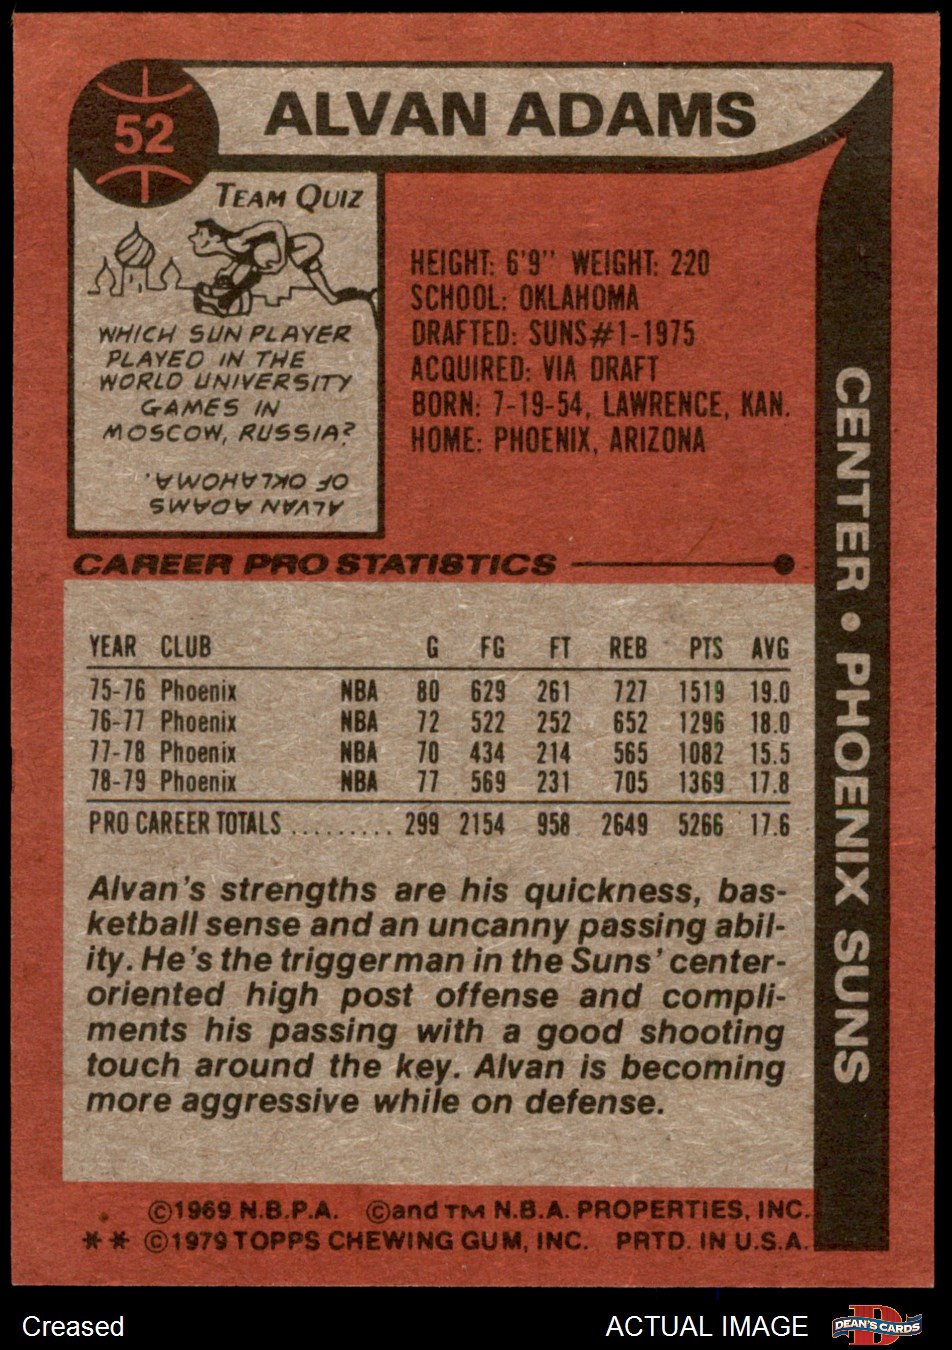 52
ALVAN ADAMS
TEAM QUIZ
WHICH SUN PLAYER
PLAYED IN THE
WORLD UNIVERSITY
GAMES IN
MOSCOW, RUSSIA?
ALVAN ADAMS
OF OKLAHOMA.
HEIGHT: 6'9" WEIGHT: 220
SCHOOL: OKLAHOMA
DRAFTED: SUNS#1-1975
ACQUIRED: VIA DRAFT
BORN: 7-19-54, LAWRENCE, KAN.
HOME: PHOENIX, ARIZONA
CENTER • PHOENIX SUNS
CAREER PRO STATISTICS
YEAR CLUB G FG FT REB PTS AVG
75-76 Phoenix NBA 80 629 261 727 1519 19.0
76-77 Phoenix NBA 72 522 252 652 1296 18.0
77-78 Phoenix NBA 70 434 214 565 1082 15.5
78-79 Phoenix NBA 77 569 231 705 1369 17.8
PRO CAREER TOTALS ......... 299 2154 958 2649 5266 17.6
Alvan's strengths are his quickness, bas-
ketball sense and an uncanny passing abil-
ity. He's the triggerman in the Suns' center-
oriented high post offense and compli-
ments his passing with a good shooting
touch around the key. Alvan is becoming
more aggressive while on defense.
©1969 N.B.P.A. ©and TM N.B.A. PROPERTIES, INC.
** ©1979 TOPPS CHEWING GUM, INC. PRTD. IN U.S.A.
Creased
ACTUAL IMAGE
D
DEAN'S CARDS